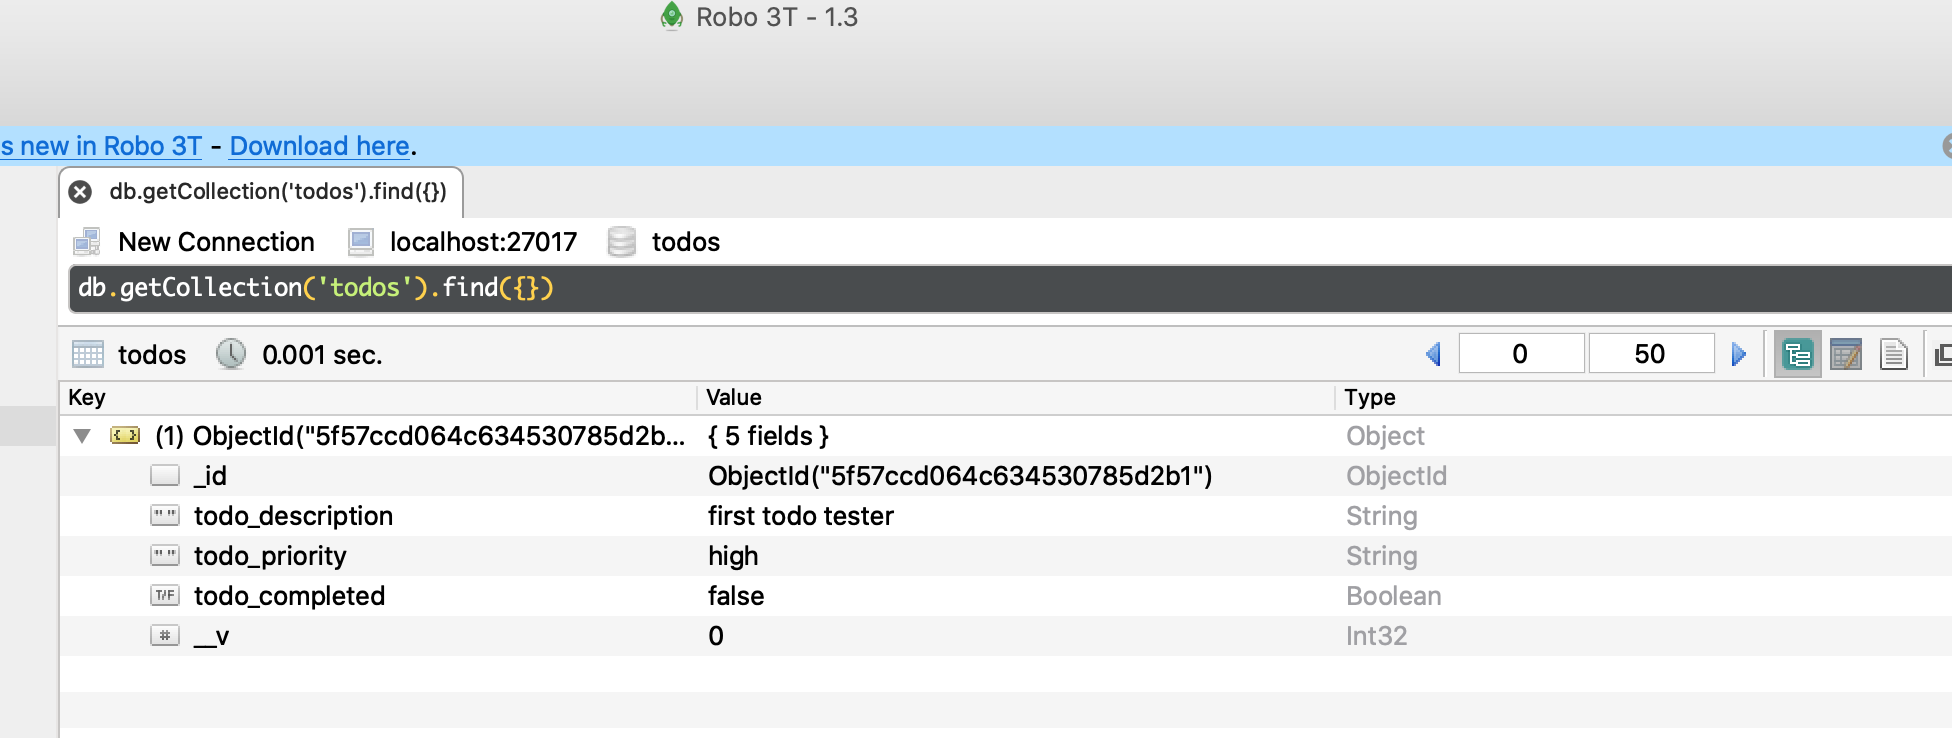 Robo 3T - 1.3
s new in Robo 3T - Download here.
db.getCollection('todos').find({})
New Connection localhost:27017 todos
db.getCollection('todos').find({})
todos 0.001 sec. 0 50
Key Value Type
{ } (1) ObjectId("5f57ccd064c634530785d2b... { 5 fields } Object
_id ObjectId("5f57ccd064c634530785d2b1") ObjectId
"" todo_description first todo tester String
"" todo_priority high String
T/F todo_completed false Boolean
# __v 0 Int32